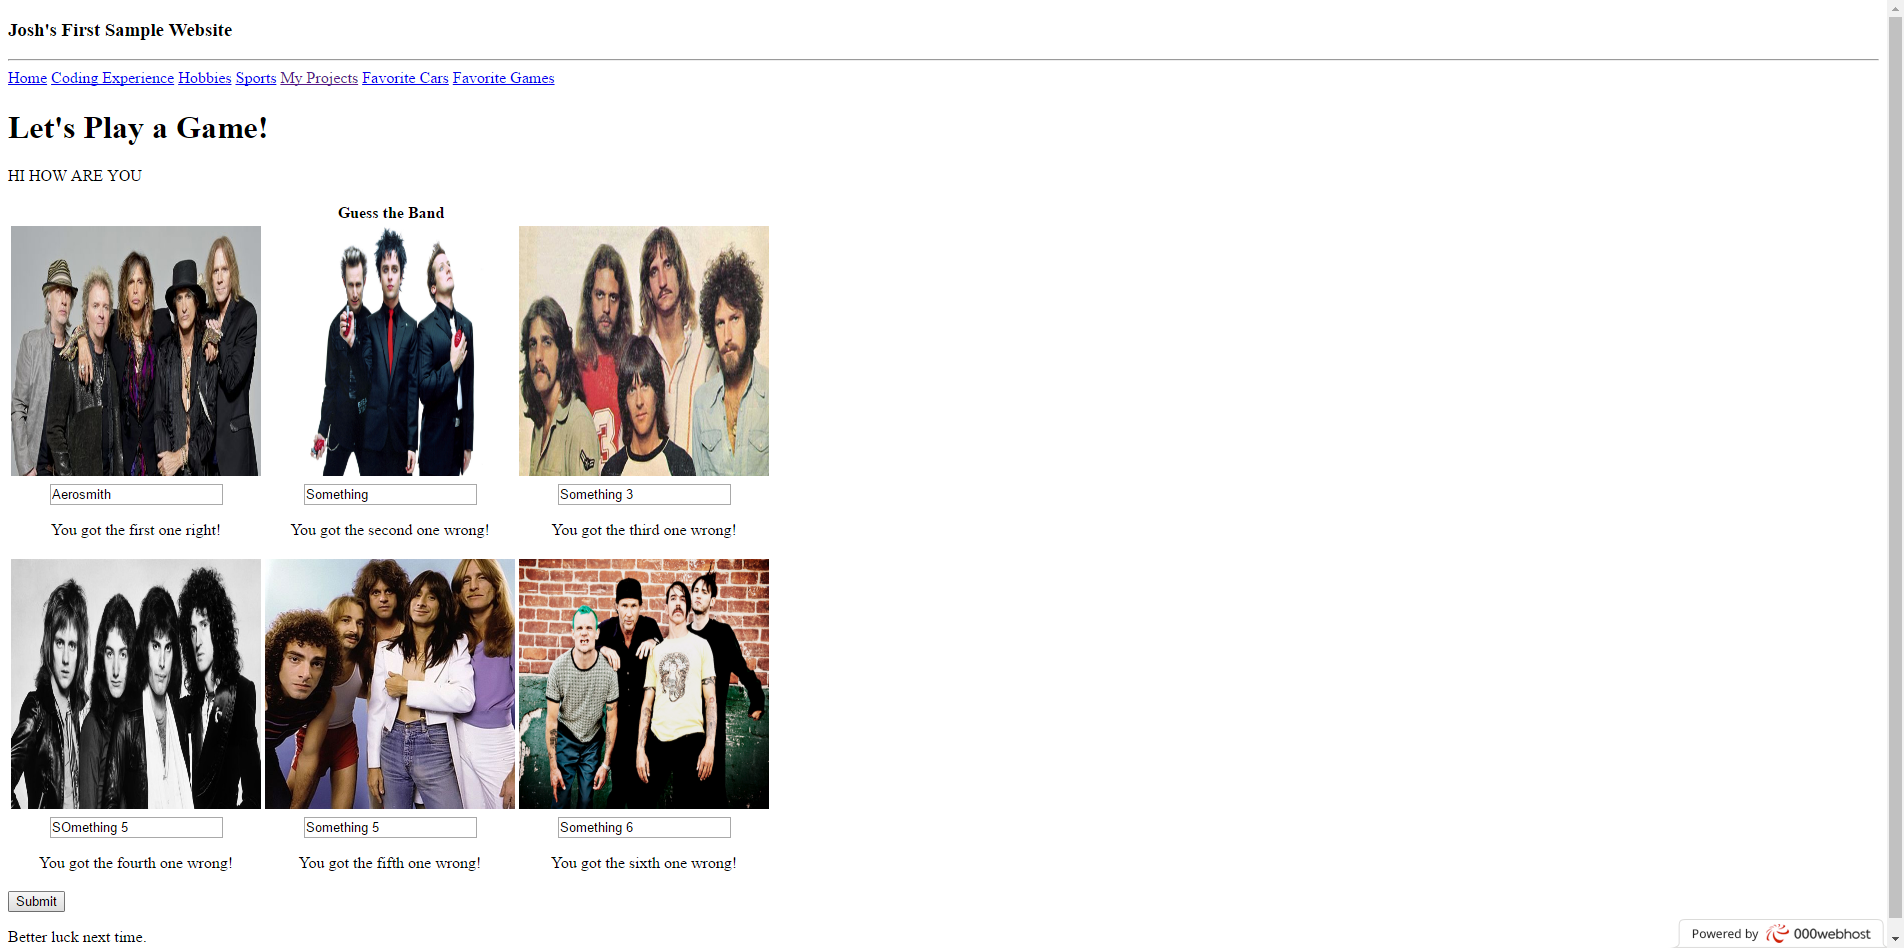 Josh's First Sample Website
Home Coding Experience Hobbies Sports My Projects Favorite Cars Favorite Games
Let's Play a Game!
HI HOW ARE YOU
Guess the Band
3
Aerosmith Something Something 3
You got the first one right! You got the second one wrong! You got the third one wrong!
SOmething 5 Something 5 Something 6
You got the fourth one wrong! You got the fifth one wrong! You got the sixth one wrong!
Submit
Better luck next time.
Powered by 000webhost